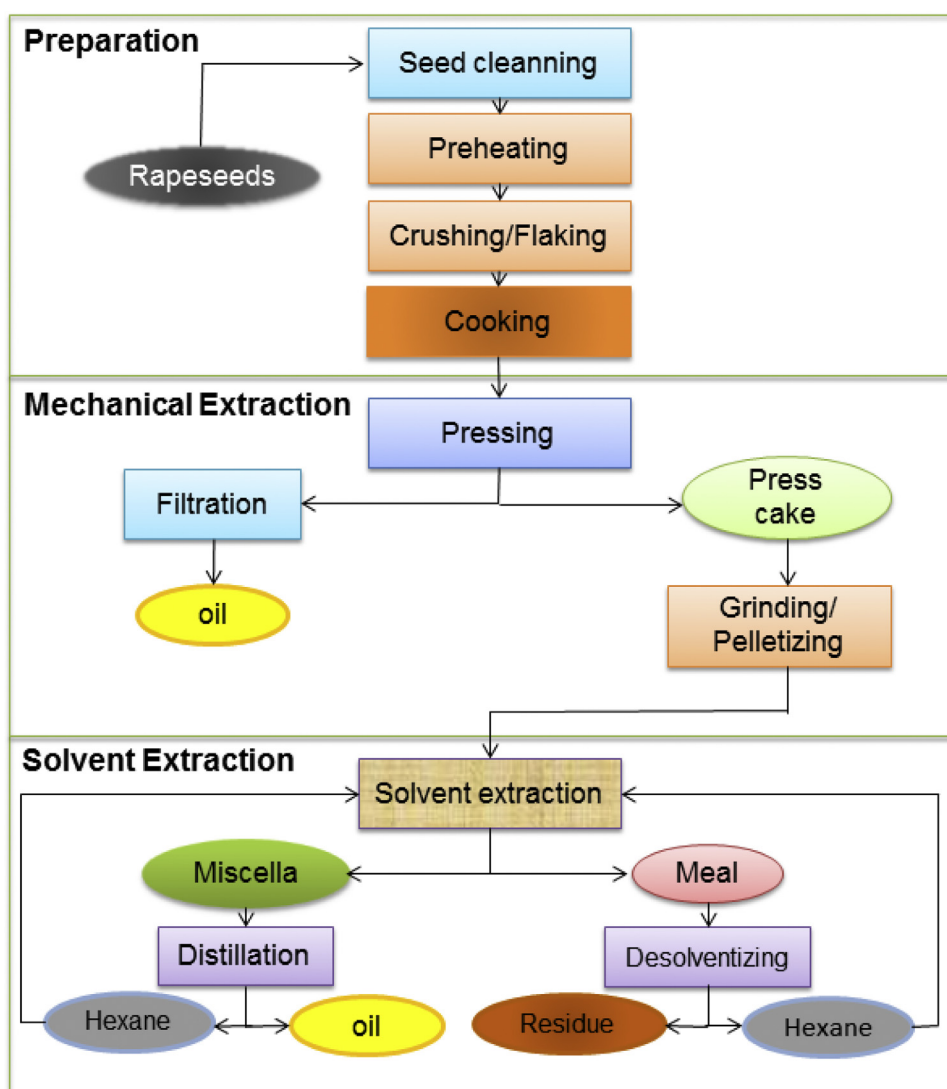 Preparation
Seed cleanning
Rapeseeds
Preheating
Crushing/Flaking
Cooking
Mechanical Extraction
Pressing
Filtration
Press
cake
oil
Grinding/
Pelletizing
Solvent Extraction
Solvent extraction
Miscella
Meal
Distillation
Desolventizing
Hexane
oil
Residue
Hexane